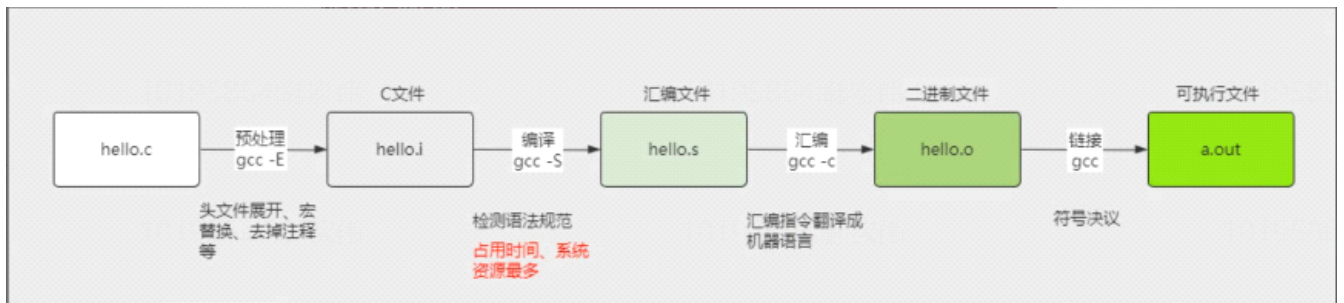 C文件
汇编文件
二进制文件
可执行文件
hello.c
预处理
gcc -E
hello.i
编译
gcc -S
hello.s
汇编
gcc -c
hello.o
链接
gcc
a.out
头文件展开、宏
替换、去掉注释
等
检测语法规范
占用时间、系统
资源最多
汇编指令翻译成
机器语言
符号决议